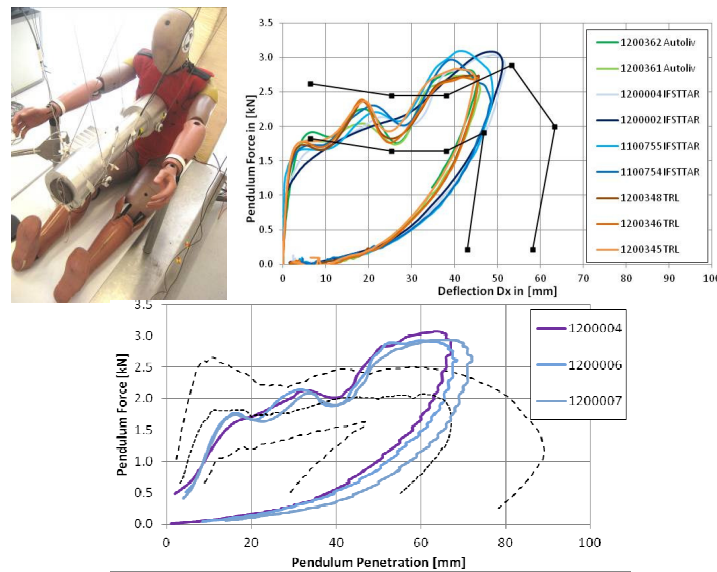 3.5
3.0
2.5
2.0
1.5
1.0
0.5
0.0
Pendulum Force in [kN]
0 10 20 30 40 50 60 70 80 90 100
Deflection Dx in [mm]
1200362 Autoliv
1200361 Autoliv
1200004 IFSTTAR
1200002 IFSTTAR
1100755 IFSTTAR
1100754 IFSTTAR
1200348 TRL
1200346 TRL
1200345 TRL
3.5
3.0
2.5
2.0
1.5
1.0
0.5
0.0
Pendulum Force [kN]
0 20 40 60 80 100
Pendulum Penetration [mm]
1200004
1200006
1200007